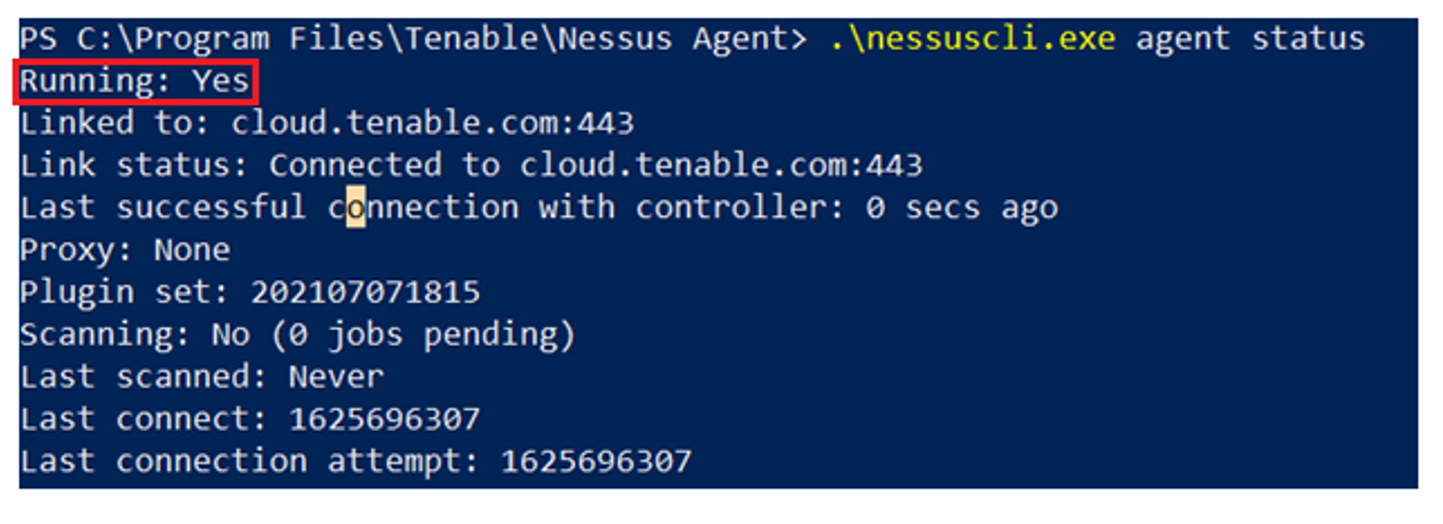 PS C:\Program Files\Tenable\Nessus Agent> .\nessuscli.exe agent status
Running: Yes
Linked to: cloud.tenable.com:443
Link status: Connected to cloud.tenable.com:443
Last successful connection with controller: 0 secs ago
Proxy: None
Plugin set: 202107071815
Scanning: No (0 jobs pending)
Last scanned: Never
Last connect: 1625696307
Last connection attempt: 1625696307